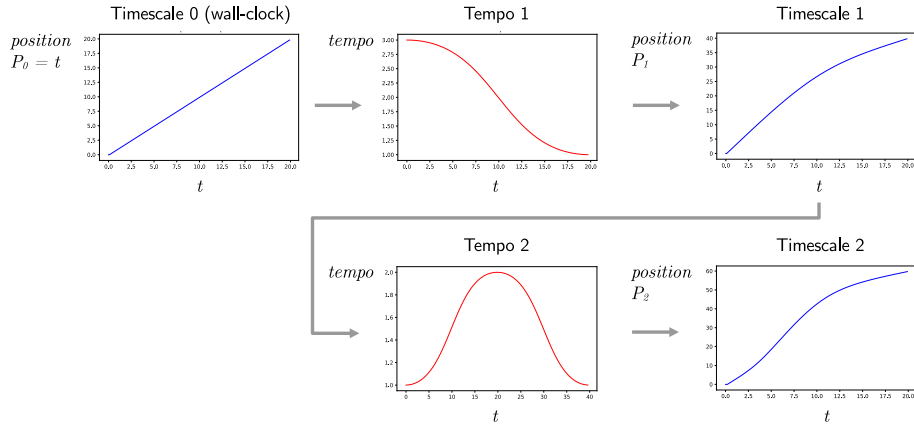 Timescale 0 (wall-clock)
position
P₀ = t
20,0
17,5
15,0
12,5
10,0
7,5
5,0
2,5
0,0
0,0 2,5 5,0 7,5 10,0 12,5 15,0 17,5 20,0
t
Tempo 1
tempo
3,00
2,75
2,50
2,25
2,00
1,75
1,50
1,25
1,00
0,0 2,5 5,0 7,5 10,0 12,5 15,0 17,5 20,0
t
Timescale 1
position
P₁
40
35
30
25
20
15
10
5
0
0,0 2,5 5,0 7,5 10,0 12,5 15,0 17,5 20,0
t
Tempo 2
tempo
2,0
1,8
1,6
1,4
1,2
1,0
0 5 10 15 20 25 30 35 40
t
Timescale 2
position
P₂
60
50
40
30
20
10
0
0,0 2,5 5,0 7,5 10,0 12,5 15,0 17,5 20,0
t